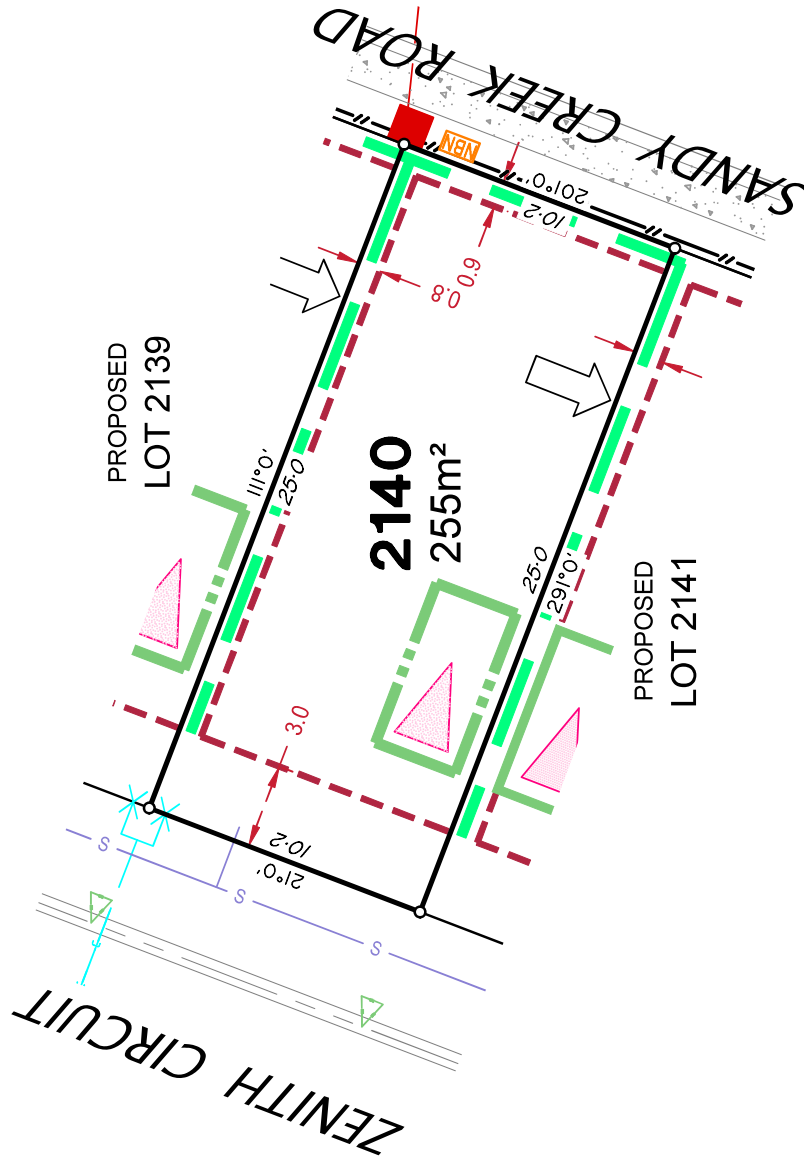 SANDY CREEK ROAD
NBN
201°0'
10·2
0.9
0.8
PROPOSED
LOT 2139
111°0'
25·0
2140
255m²
25·0
291°0'
PROPOSED
LOT 2141
3.0
10·2
21°0'
S
S
S
ZENITH CIRCUIT